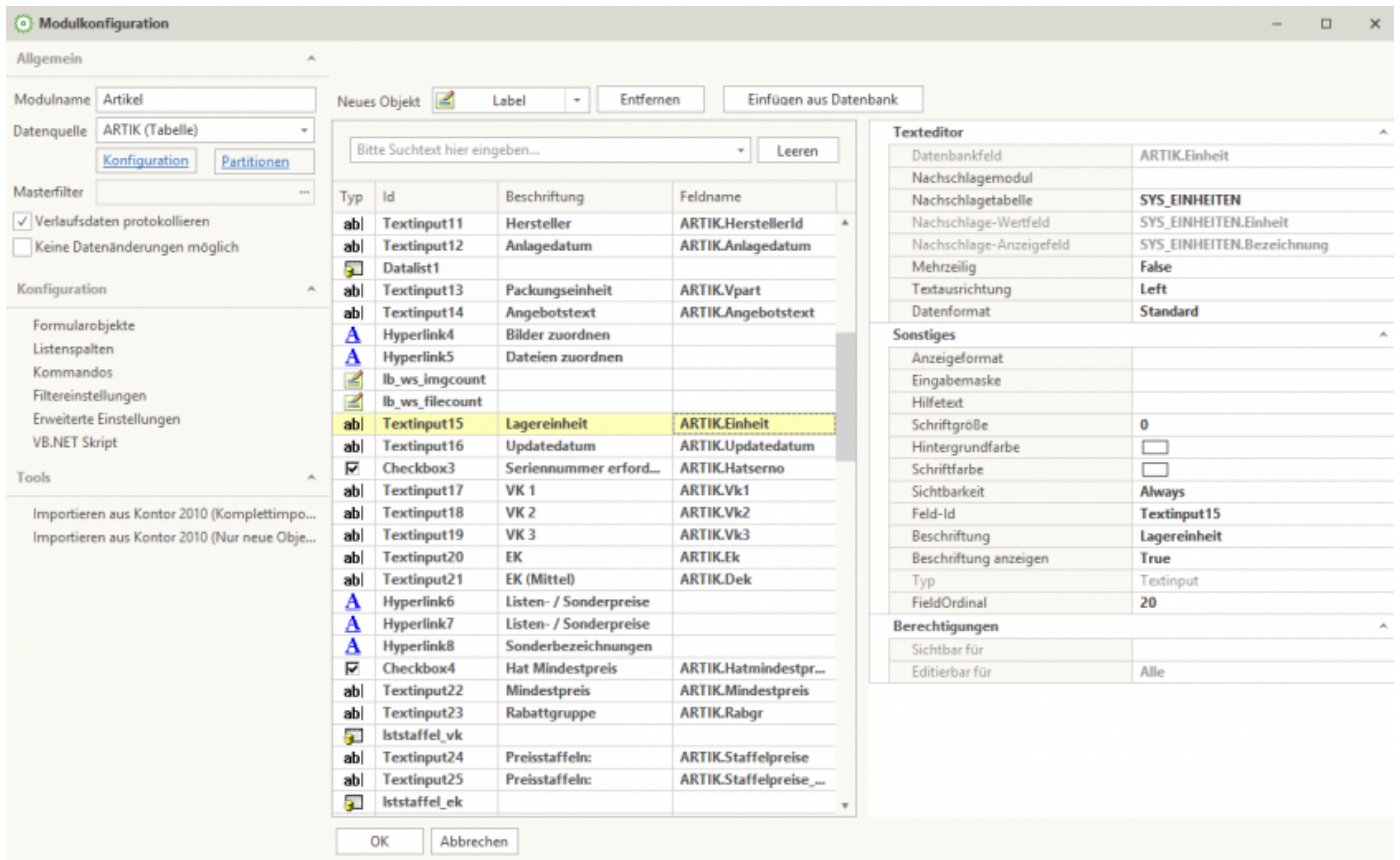 Modulkonfiguration
Allgemein
Modulname Artikel
Datenquelle ARTIK (Tabelle)
Konfiguration Partitionen
Masterfilter ...
Verlaufsdaten protokollieren
Keine Datenänderungen möglich
Konfiguration
Formularobjekte
Listenspalten
Kommandos
Filtereinstellungen
Erweiterte Einstellungen
VB.NET Skript
Tools
Importieren aus Kontor 2010 (Komplettimpo...
Importieren aus Kontor 2010 (Nur neue Obje...
Neues Objekt Label Entfernen Einfügen aus Datenbank
Bitte Suchtext hier eingeben... Leeren
Typ Id Beschriftung Feldname
ab| Textinput11 Hersteller ARTIK.HerstellerId
ab| Textinput12 Anlagedatum ARTIK.Anlagedatum
Datalist1
ab| Textinput13 Packungseinheit ARTIK.Vpart
ab| Textinput14 Angebotstext ARTIK.Angebotstext
A Hyperlink4 Bilder zuordnen
A Hyperlink5 Dateien zuordnen
lb_ws_imgcount
lb_ws_filecount
ab| Textinput15 Lagereinheit ARTIK.Einheit
ab| Textinput16 Updatedatum ARTIK.Updatedatum
Checkbox3 Seriennummer erford... ARTIK.Hatserno
ab| Textinput17 VK 1 ARTIK.Vk1
ab| Textinput18 VK 2 ARTIK.Vk2
ab| Textinput19 VK 3 ARTIK.Vk3
ab| Textinput20 EK ARTIK.Ek
ab| Textinput21 EK (Mittel) ARTIK.Dek
A Hyperlink6 Listen- / Sonderpreise
A Hyperlink7 Listen- / Sonderpreise
A Hyperlink8 Sonderbezeichnungen
Checkbox4 Hat Mindestpreis ARTIK.Hatmindestpr...
ab| Textinput22 Mindestpreis ARTIK.Mindestpreis
ab| Textinput23 Rabattgruppe ARTIK.Rabgr
lststaffel_vk
ab| Textinput24 Preisstaffeln: ARTIK.Staffelpreise
ab| Textinput25 Preisstaffeln: ARTIK.Staffelpreise_...
lststaffel_ek
OK Abbrechen
Texteditor
Datenbankfeld ARTIK.Einheit
Nachschlagemodul
Nachschlagetabelle SYS_EINHEITEN
Nachschlage-Wertfeld SYS_EINHEITEN.Einheit
Nachschlage-Anzeigefeld SYS_EINHEITEN.Bezeichnung
Mehrzeilig False
Textausrichtung Left
Datenformat Standard
Sonstiges
Anzeigeformat
Eingabemaske
Hilfetext
Schriftgröße 0
Hintergrundfarbe
Schriftfarbe
Sichtbarkeit Always
Feld-Id Textinput15
Beschriftung Lagereinheit
Beschriftung anzeigen True
Typ Textinput
FieldOrdinal 20
Berechtigungen
Sichtbar für
Editierbar für Alle